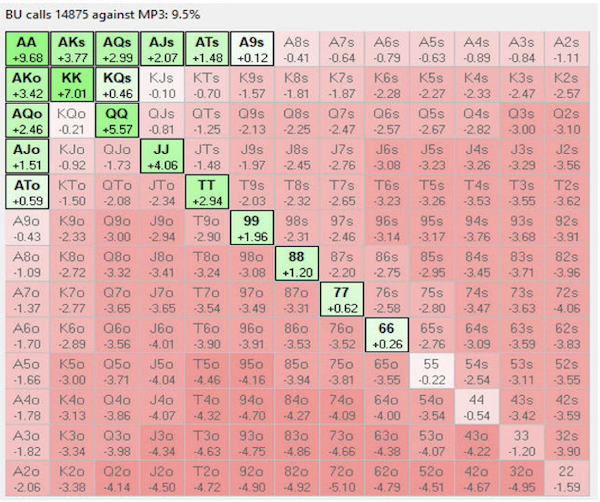 BU calls 14875 against MP3: 9.5%
AA AKs AQs AJs ATs A9s A8s A7s A6s A5s A4s A3s A2s
+9.68 +3.77 +2.99 +2.07 +1.48 +0.12 -0.41 -0.64 -0.79 -0.63 -0.89 -0.84 -1.11
AKo KK KQs KJs KTs K9s K8s K7s K6s K5s K4s K3s K2s
+3.42 +7.01 +0.46 -0.10 -0.70 -1.57 -1.81 -1.87 -2.28 -2.27 -2.33 -2.47 -2.57
AQo KQo QQ QJs QTs Q9s Q8s Q7s Q6s Q5s Q4s Q3s Q2s
+2.46 -0.21 +5.57 -0.81 -1.25 -2.13 -2.25 -2.47 -2.57 -2.67 -2.82 -3.00 -3.10
AJo KJo QJo JJ JTs J9s J8s J7s J6s J5s J4s J3s J2s
+1.51 -0.92 -1.73 +4.06 -1.48 -1.97 -2.45 -2.76 -3.08 -3.23 -3.26 -3.29 -3.56
ATo KTo QTo JTo TT T9s T8s T7s T6s T5s T4s T3s T2s
+0.59 -1.50 -2.08 -2.34 +2.94 -2.03 -2.32 -2.65 -3.23 -3.26 -3.53 -3.55 -3.62
A9o K9o Q9o J9o T9o 99 98s 97s 96s 95s 94s 93s 92s
-0.43 -2.33 -3.00 -2.94 -2.90 +1.96 -2.31 -2.46 -3.14 -3.17 -3.76 -3.68 -3.91
A8o K8o Q8o J8o T8o 98o 88 87s 86s 85s 84s 83s 82s
-1.09 -2.72 -3.32 -3.41 -3.24 -3.08 +1.20 -2.20 -2.75 -2.95 -3.45 -3.71 -3.96
A7o K7o Q7o J7o T7o 97o 87o 77 76s 75s 74s 73s 72s
-1.37 -2.77 -3.65 -3.65 -3.54 -3.49 -3.31 +0.62 -2.58 -2.80 -3.47 -3.63 -4.06
A6o K6o Q6o J6o T6o 96o 86o 76o 66 65s 64s 63s 62s
-1.70 -2.89 -3.56 -4.01 -3.90 -3.91 -3.53 -3.52 +0.26 -2.76 -3.09 -3.59 -3.83
A5o K5o Q5o J5o T5o 95o 85o 75o 65o 55 54s 53s 52s
-1.66 -3.00 -3.71 -4.04 -4.46 -4.16 -3.94 -3.81 -3.55 -0.22 -2.54 -3.11 -3.55
A4o K4o Q4o J4o T4o 94o 84o 74o 64o 54o 44 43s 42s
-1.78 -3.13 -3.86 -4.07 -4.32 -4.70 -4.27 -4.09 -4.00 -3.54 -0.54 -3.42 -3.59
A3o K3o Q3o J3o T3o 93o 83o 73o 63o 53o 43o 33 32s
-1.82 -3.34 -3.98 -4.34 -4.63 -4.75 -4.86 -4.66 -4.38 -4.07 -4.22 -1.20 -3.90
A2o K2o Q2o J2o T2o 92o 82o 72o 62o 52o 42o 32o 22
-2.06 -3.38 -4.14 -4.50 -4.72 -4.90 -4.92 -5.10 -4.79 -4.51 -4.67 -4.95 -1.59